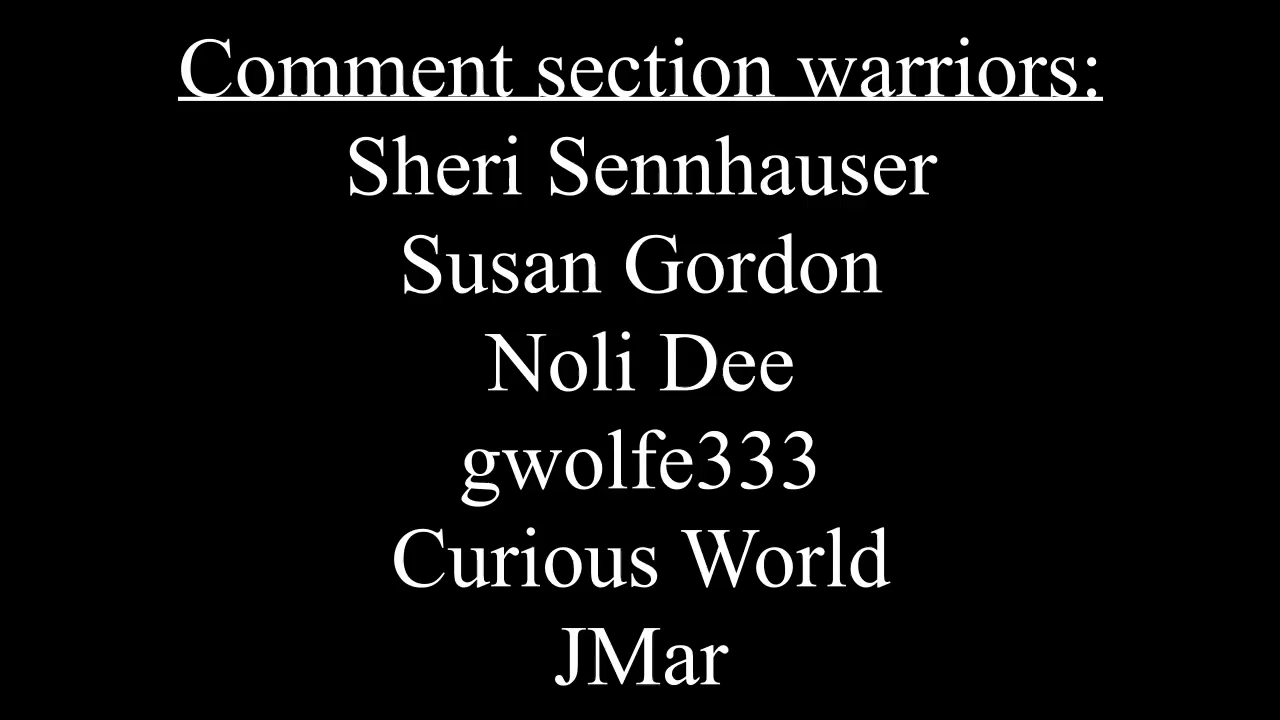 Comment section warriors:
Sheri Sennhauser
Susan Gordon
Noli Dee
gwolfe333
Curious World
JMar